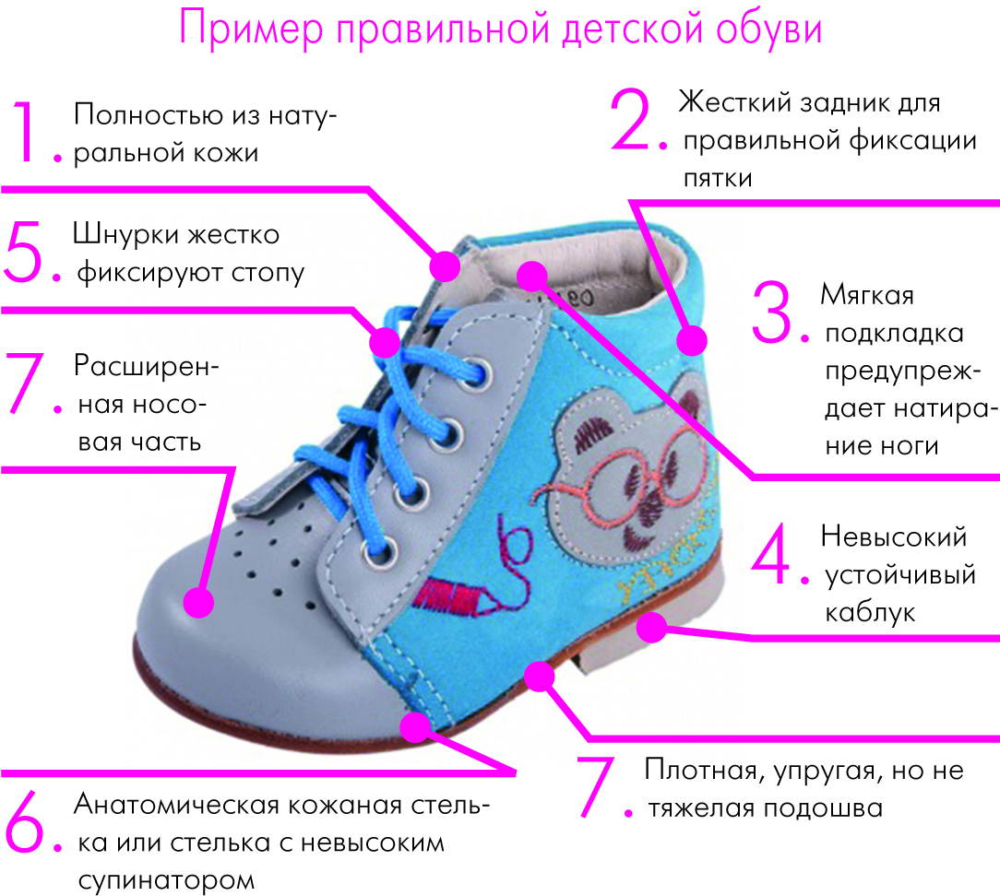 Пример правильной детской обуви
1. Полностью из нату-
ральной кожи
2. Жесткий задник для
правильной фиксации
пятки
5. Шнурки жестко
фиксируют стопу
3. Мягкая
подкладка
предупреж-
дает натира-
ние ноги
7. Расширен-
ная носо-
вая часть
4. Невысокий
устойчивый
каблук
7. Плотная, упругая, но не
тяжелая подошва
6. Анатомическая кожаная стель-
ка или стелька с невысоким
супинатором